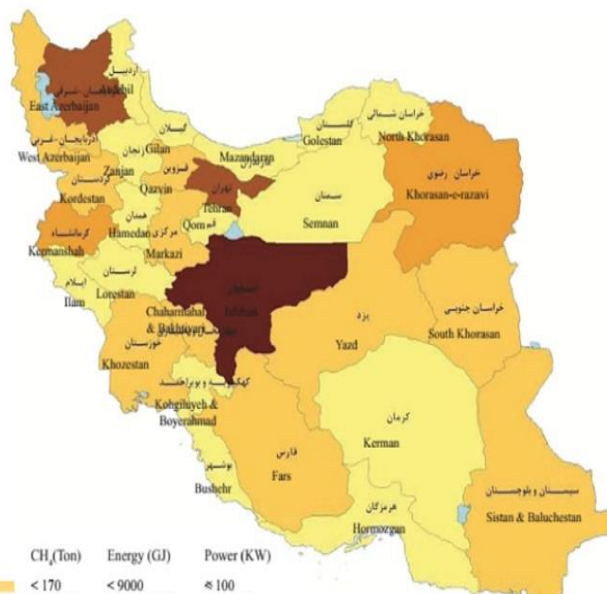 اردبیل
East Azerbaijan
گیلان
Gilan
آذربایجان-غربی
West Azerbaijan
زنجان
Zanjan
کردستان
Kordestan
قزوین
Qazvin
Mazandaran
گلستان
Golestan
خراسان شمالی
North Khorasan
خراسان رضوی
Khorasan-e-razavi
تهران
Tehran
سمنان
Semnan
قم
Qom
کرمانشاه
Kermanshah
همدان
Hamedan
مرکزی
Markazi
ایلام
Ilam
لرستان
Lorestan
Chaharmahal
& Bakhtiyari
خوزستان
Khozestan
یزد
Yazd
خراسان جنوبی
South Khorasan
کهگیلویه و بویراحمد
Kohgiluyeh &
Boyerahmad
کرمان
Kerman
فارس
Fars
بوشهر
Bushehr
هرمزگان
Hormozgan
سیستان و بلوچستان
Sistan & Baluchestan
CH₄(Ton) Energy (GJ) Power (KW)
< 170 < 9000 ≤ 100